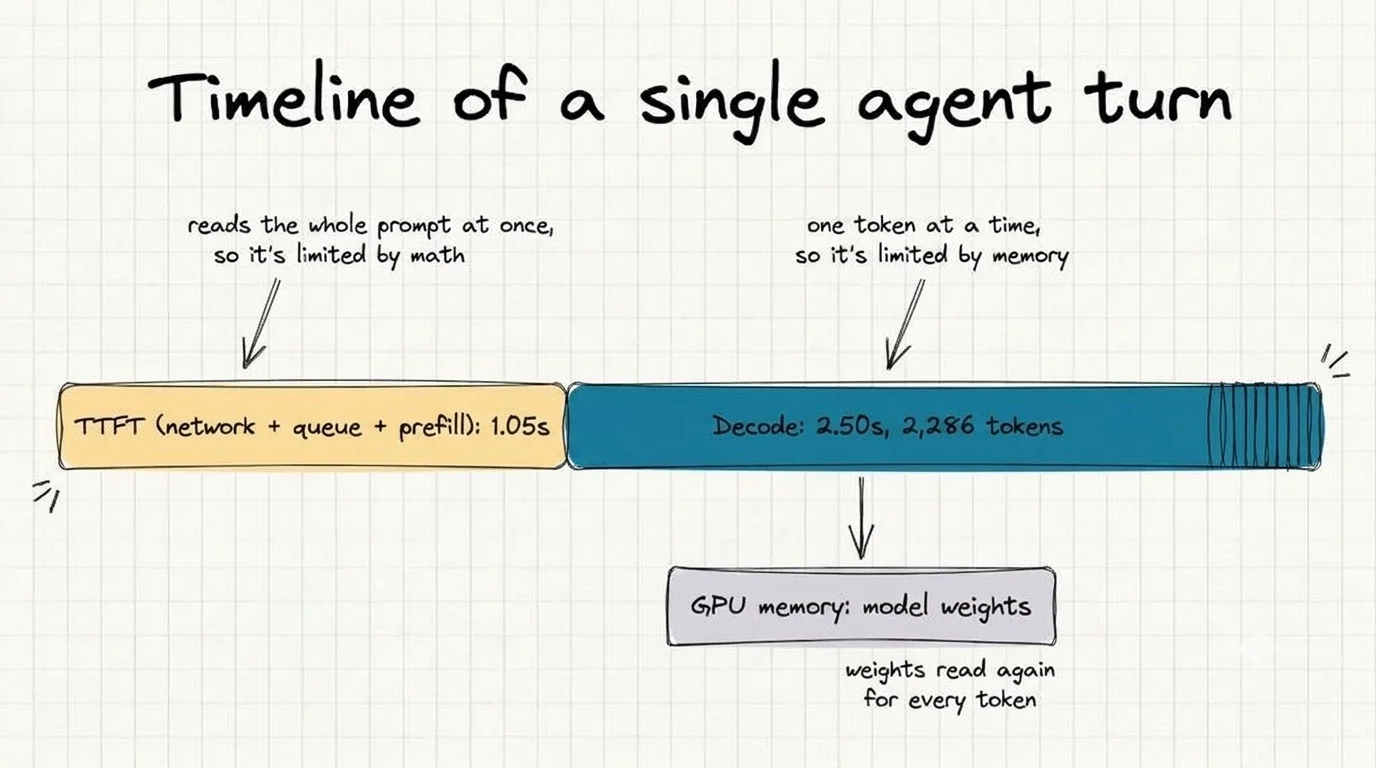 Timeline of a single agent turn
reads the whole prompt at once,
so it's limited by math
one token at a time,
so it's limited by memory
TTFT (network + queue + prefill): 1.05s
Decode: 2.50s, 2,286 tokens
GPU memory: model weights
weights read again
for every token